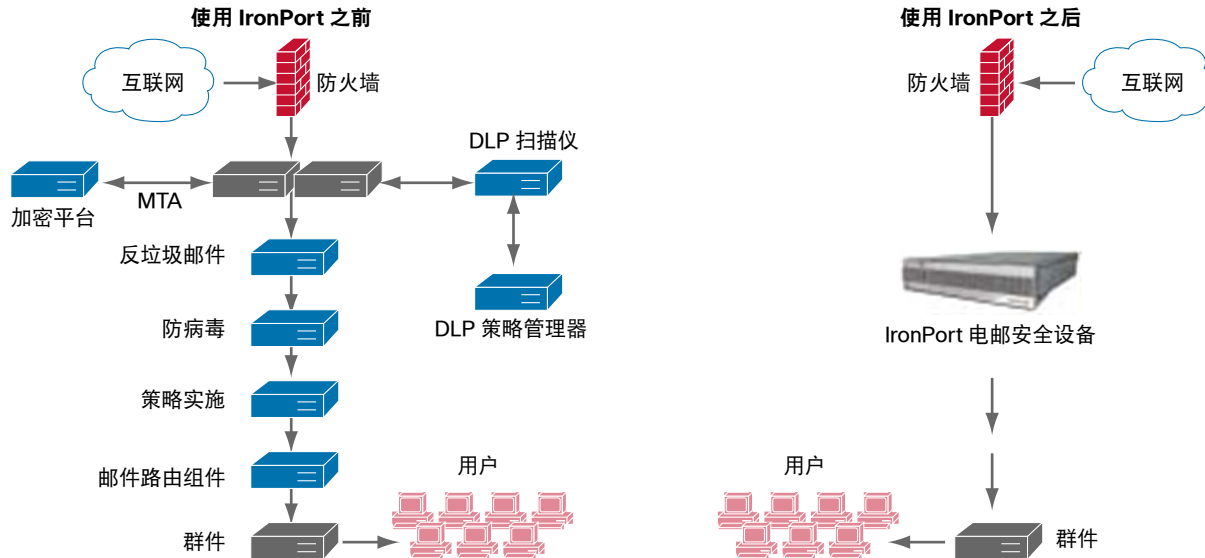 使用 IronPort 之前
互联网
防火墙
DLP 扫描仪
MTA
加密平台
反垃圾邮件
DLP 策略管理器
防病毒
策略实施
邮件路由组件
用户
群件
使用 IronPort 之后
防火墙
互联网
IronPort 电邮安全设备
用户
群件